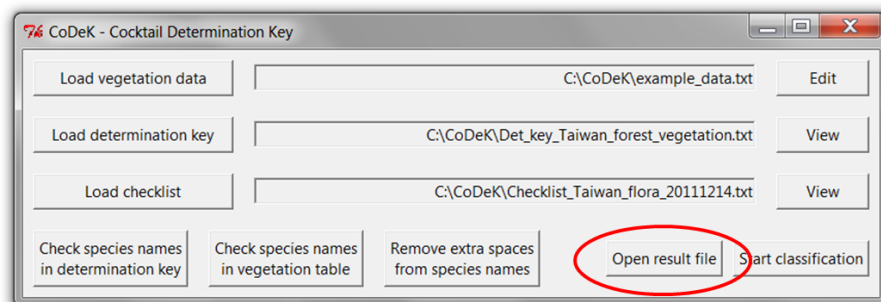 CoDeK - Cocktail Determination Key
Load vegetation data C:\CoDeK\example_data.txt Edit
Load determination key C:\CoDeK\Det_key_Taiwan_forest_vegetation.txt View
Load checklist C:\CoDeK\Checklist_Taiwan_flora_20111214.txt View
Check species names
in determination key
Check species names
in vegetation table
Remove extra spaces
from species names
Open result file
Start classification